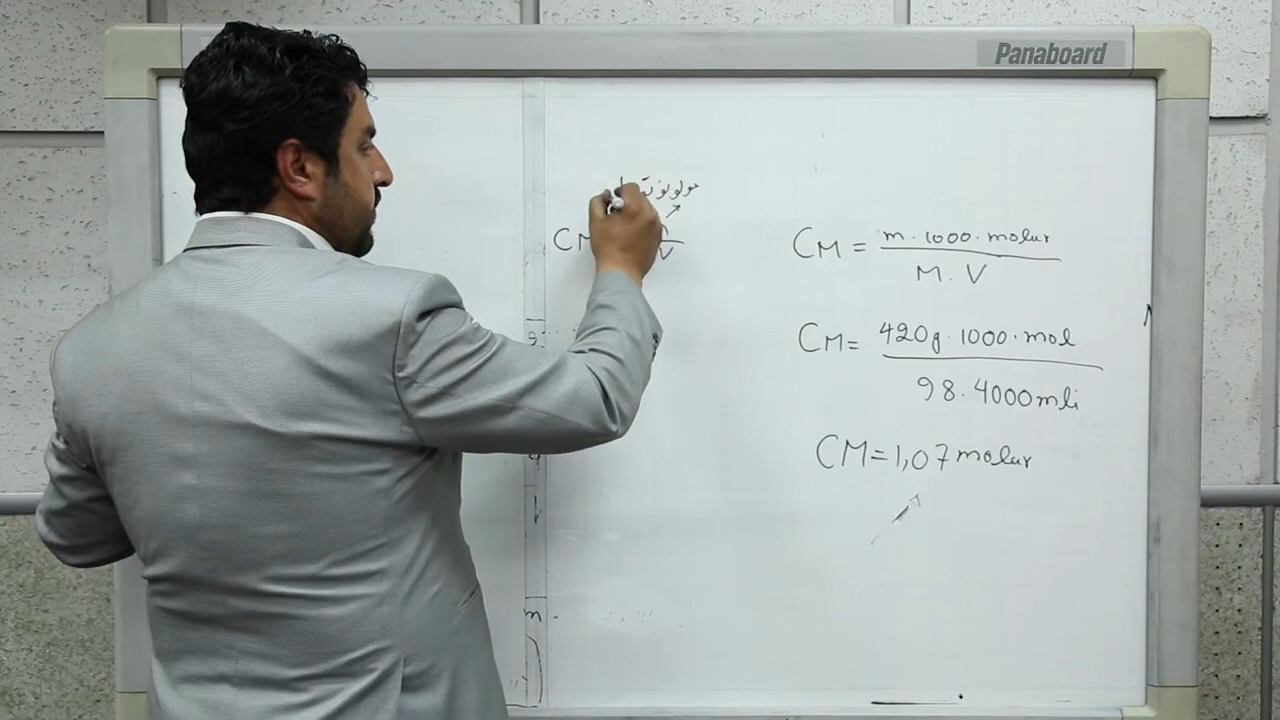 Panaboard
CM
V
CM = m · 1000 · molar
M . V
CM = 420g · 1000 · mol
98 . 4000 mli
CM = 1,07 molar
m